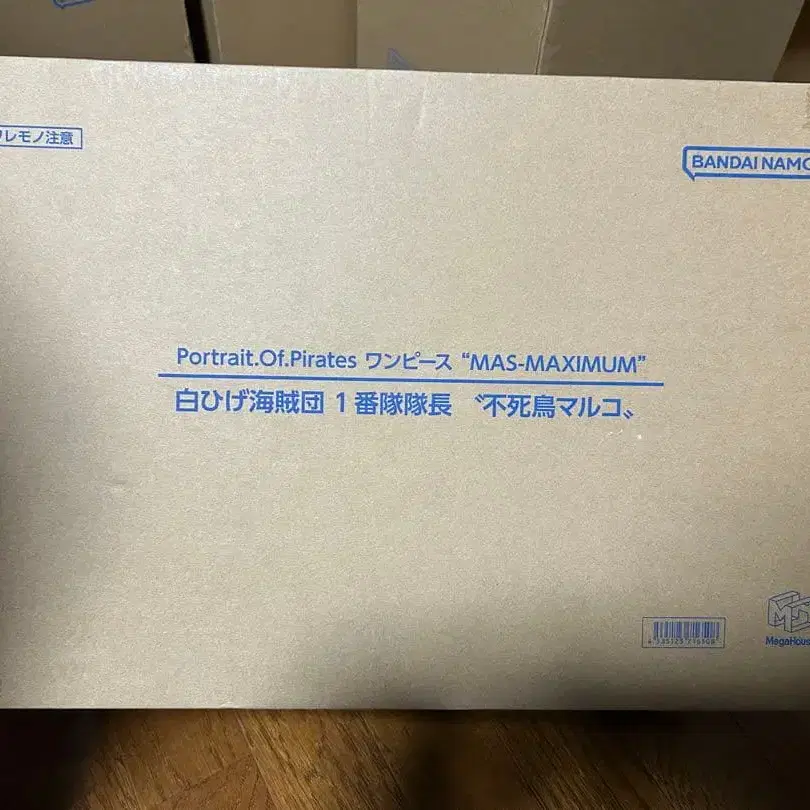 ワレモノ注意
BANDAI NAMC
Portrait.Of.Pirates ワンピース “MAS-MAXIMUM”
白ひげ海賊団 1番隊隊長 〝不死鳥マルコ〟
MegaHous